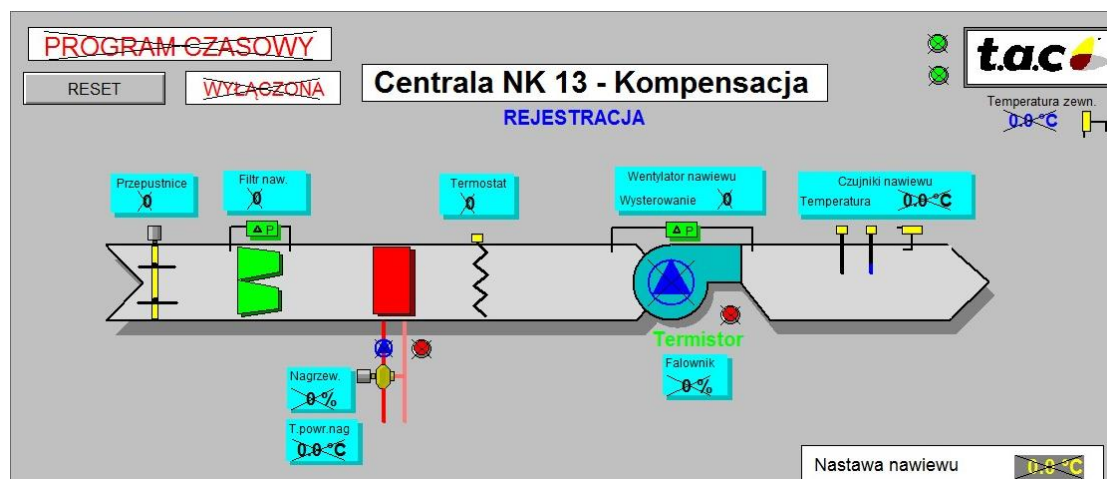 PROGRAM CZASOWY
RESET
WYŁĄCZONA
Centrala NK 13 - Kompensacja
REJESTRACJA
t.a.c
Temperatura zewn.
0.0 °C
Przepustnice
0
Filtr naw.
0
Termostat
0
Wentylator nawiewu
Wysterowanie 0
Czujniki nawiewu
Temperatura 0.0 °C
Δ P
Δ P
Termistor
Falownik
0 %
Nagrzew.
0 %
T.powr.nag
0.0 °C
Nastawa nawiewu 0.0 °C